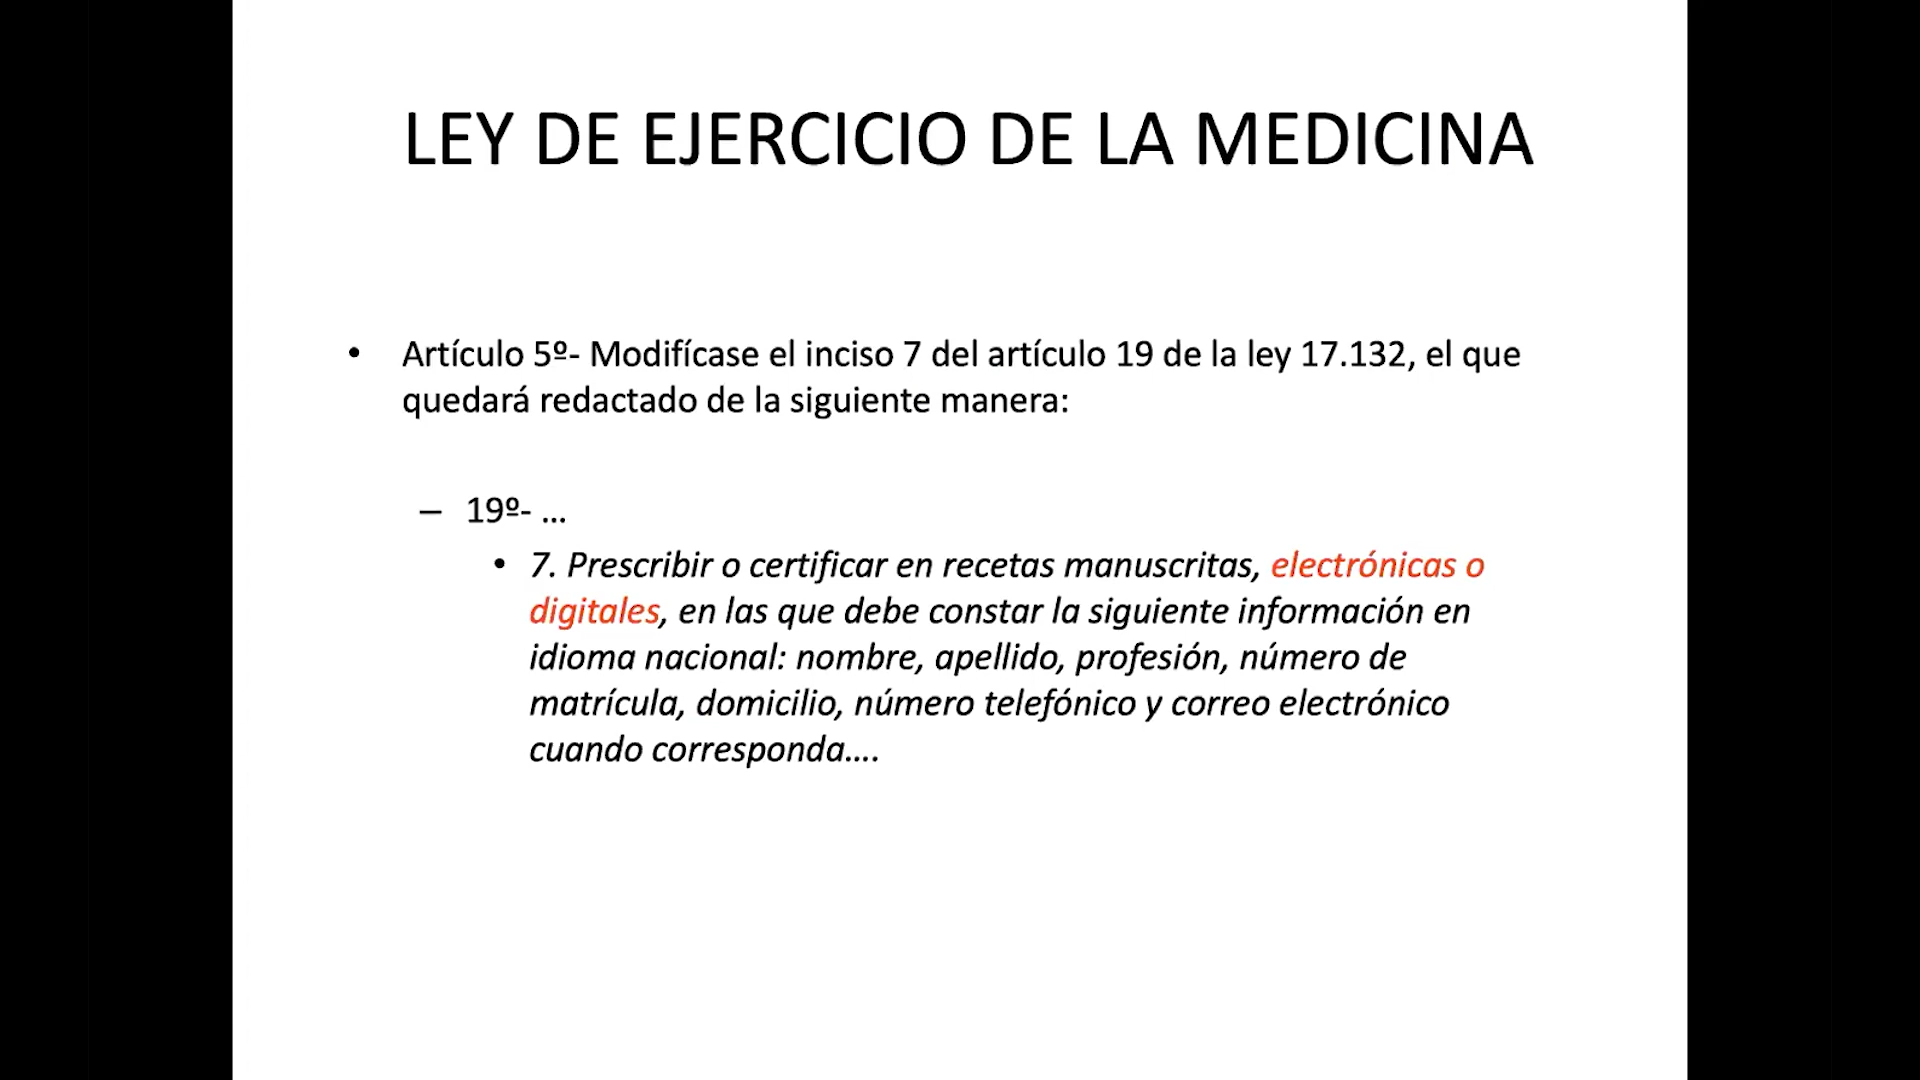 LEY DE EJERCICIO DE LA MEDICINA
• Artículo 5º- Modifícase el inciso 7 del artículo 19 de la ley 17.132, el que
quedará redactado de la siguiente manera:
– 19º- ...
• 7. Prescribir o certificar en recetas manuscritas, electrónicas o
digitales, en las que debe constar la siguiente información en
idioma nacional: nombre, apellido, profesión, número de
matrícula, domicilio, número telefónico y correo electrónico
cuando corresponda....